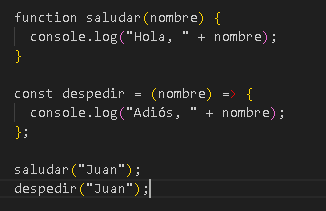 function saludar(nombre) {
  console.log("Hola, " + nombre);
}

const despedir = (nombre) => {
  console.log("Adiós, " + nombre);
};

saludar("Juan");
despedir("Juan");